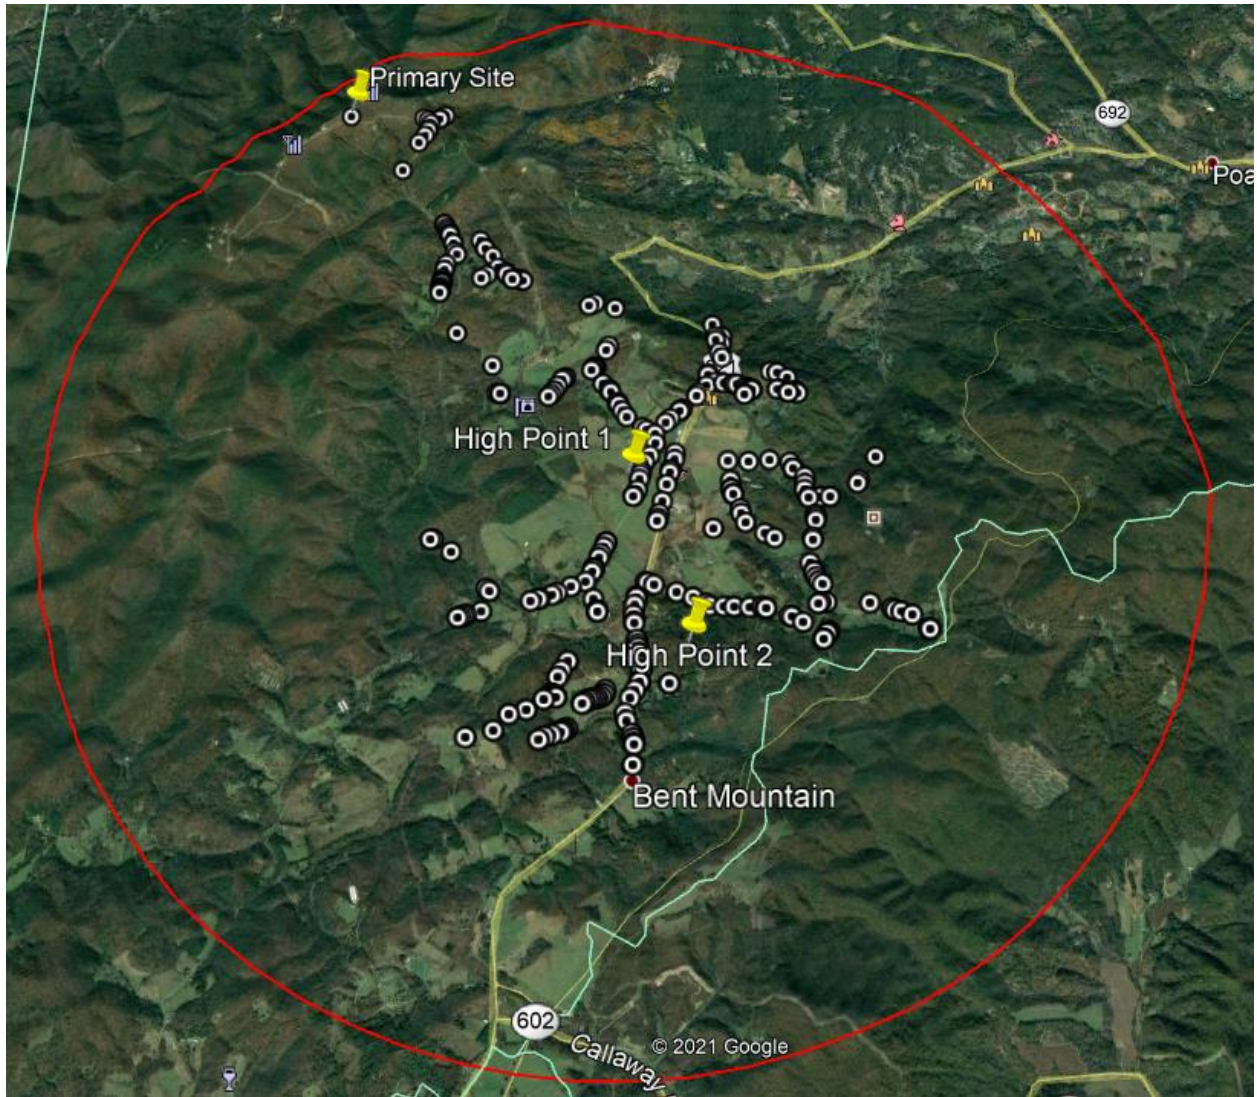 Primary Site
692
Poa
High Point 1
High Point 2
Bent Mountain
602
Callaway
© 2021 Google